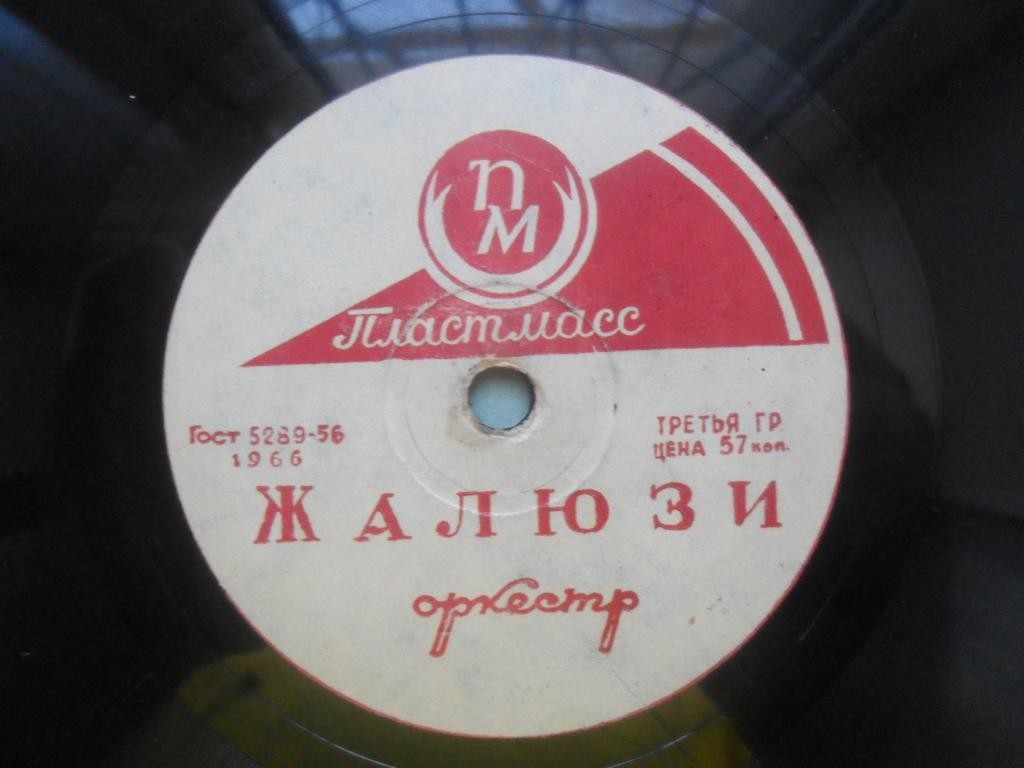 ПМ
Пластмасс
Гост 5289-56
1966
ТРЕТЬЯ ГР.
ЦЕНА 57 коп.
ЖАЛЮЗИ
оркестр